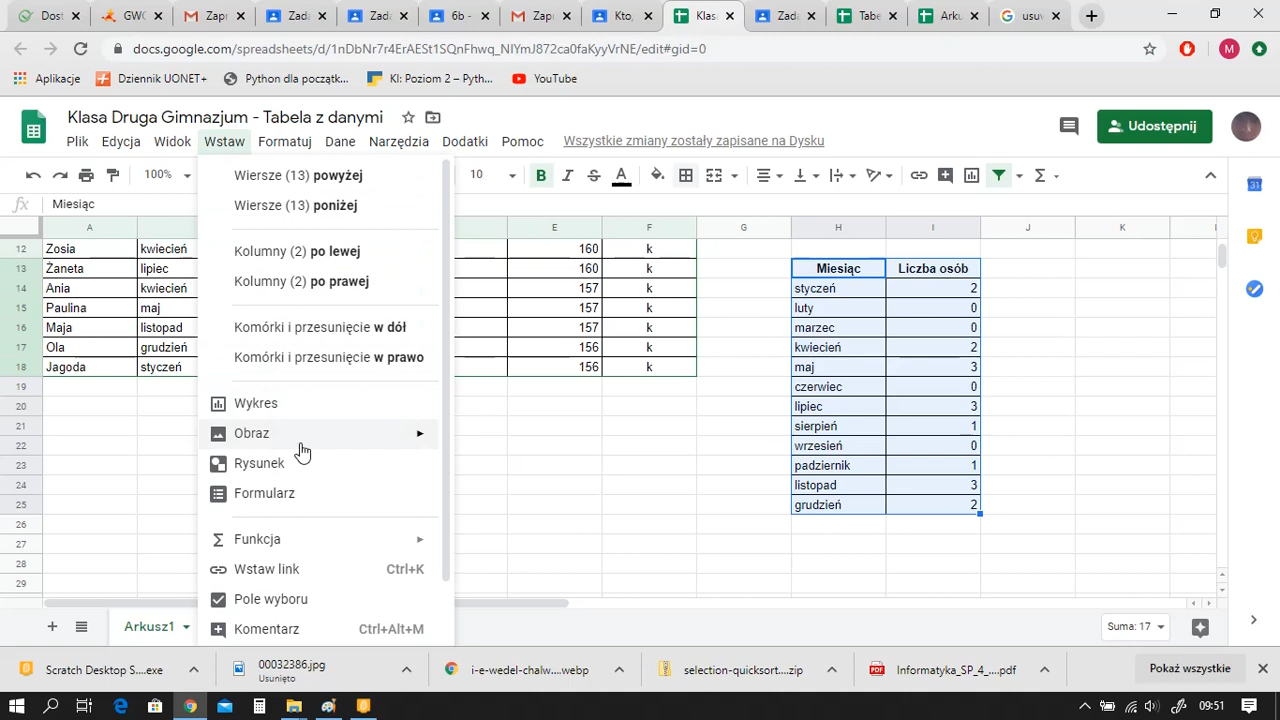 Dost
GWO
Zapr
Zada
Zada
6b -
Zapr
Kto,
Klas
Zada
Tabe
Arku
usuv
docs.google.com/spreadsheets/d/1nDbNr7r4ErAESt1SQnFhwq_NIYmJ872ca0faKyyVrNE/edit#gid=0
M
Aplikacje
Dziennik UONET+
Python dla początk...
KI: Poziom 2 – Pyth...
YouTube
Klasa Druga Gimnazjum - Tabela z danymi
Udostępnij
Plik Edycja Widok Wstaw Formatuj Dane Narzędzia Dodatki Pomoc Wszystkie zmiany zostały zapisane na Dysku
100% 10 B I S A Σ
fx Miesiąc
A E F G H I J K
12 Zosia kwiecień 160 k
13 Żaneta lipiec 160 k Miesiąc Liczba osób
14 Ania kwiecień 157 k styczeń 2
15 Paulina maj 157 k luty 0
16 Maja listopad 157 k marzec 0
17 Ola grudzień 156 k kwiecień 2
18 Jagoda styczeń 156 k maj 3
19 czerwiec 0
20 lipiec 3
21 sierpień 1
22 wrzesień 0
23 padziernik 1
24 listopad 3
25 grudzień 2
26
27
28
29
Wiersze (13) powyżej
Wiersze (13) poniżej
Kolumny (2) po lewej
Kolumny (2) po prawej
Komórki i przesunięcie w dół
Komórki i przesunięcie w prawo
Wykres
Obraz
Rysunek
Formularz
Σ Funkcja
Wstaw link Ctrl+K
Pole wyboru
Komentarz Ctrl+Alt+M
31
Arkusz1
Suma: 17
Scratch Desktop S....exe
00032386.jpg
Usunięto
i-e-wedel-chalw....webp
selection-quicksort....zip
PDF
Informatyka_SP_4_....pdf
Pokaż wszystkie
09:51